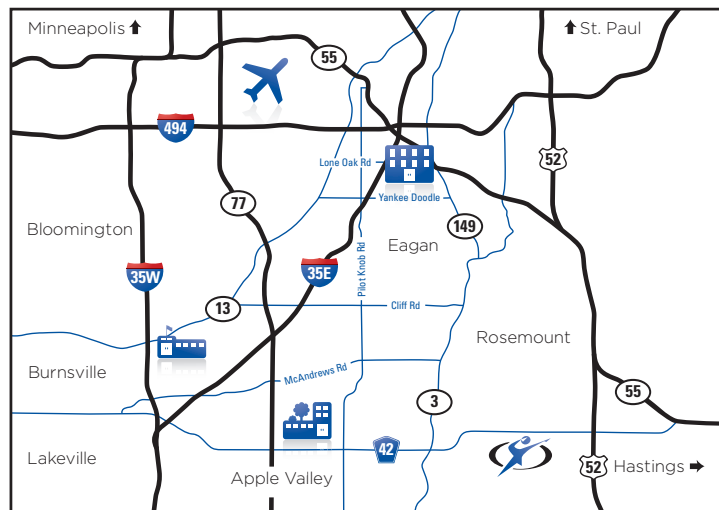 Minneapolis
St. Paul
55
494
Lone Oak Rd
52
Yankee Doodle
77
149
Bloomington
Eagan
Pilot Knob Rd
35W
35E
13
Cliff Rd
Rosemount
Burnsville
McAndrews Rd
3
55
42
Lakeville
Apple Valley
52
Hastings